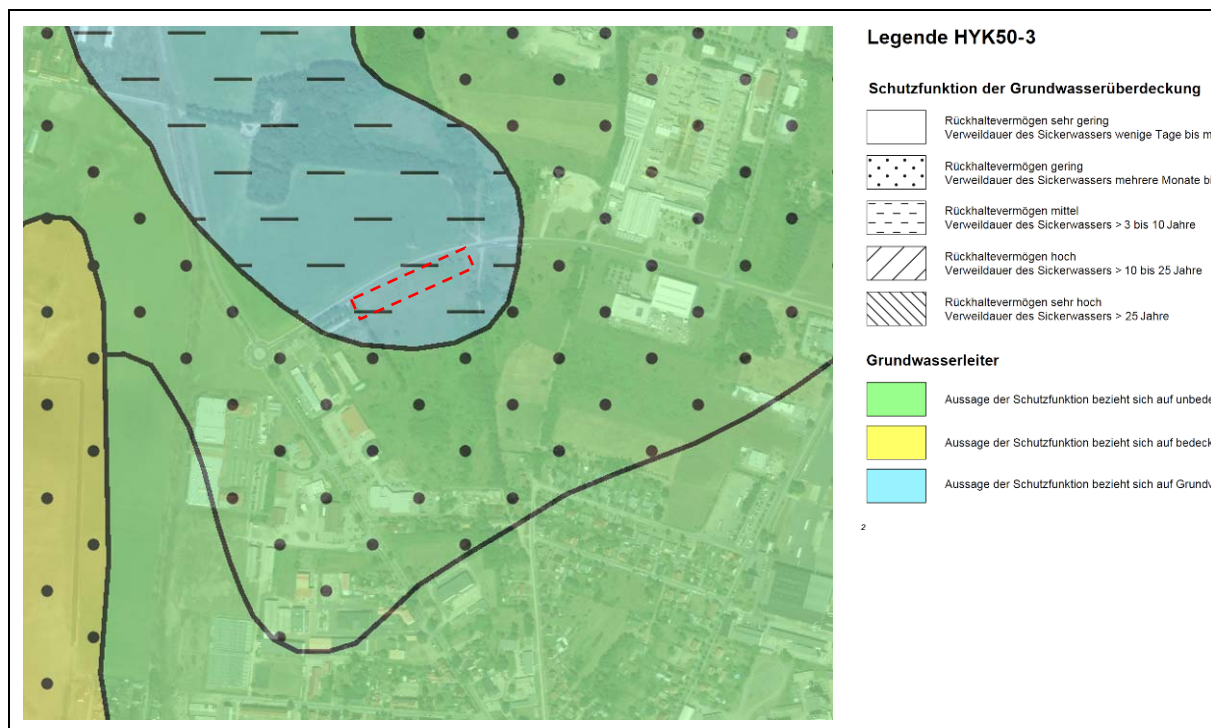 Legende HYK50-3
Schutzfunktion der Grundwasserüberdeckung
Rückhaltevermögen sehr gering
Verweildauer des Sickerwassers wenige Tage bis m
Rückhaltevermögen gering
Verweildauer des Sickerwassers mehrere Monate bi
Rückhaltevermögen mittel
Verweildauer des Sickerwassers > 3 bis 10 Jahre
Rückhaltevermögen hoch
Verweildauer des Sickerwassers > 10 bis 25 Jahre
Rückhaltevermögen sehr hoch
Verweildauer des Sickerwassers > 25 Jahre
Grundwasserleiter
Aussage der Schutzfunktion bezieht sich auf unbede
Aussage der Schutzfunktion bezieht sich auf bedeck
Aussage der Schutzfunktion bezieht sich auf Grundw
2